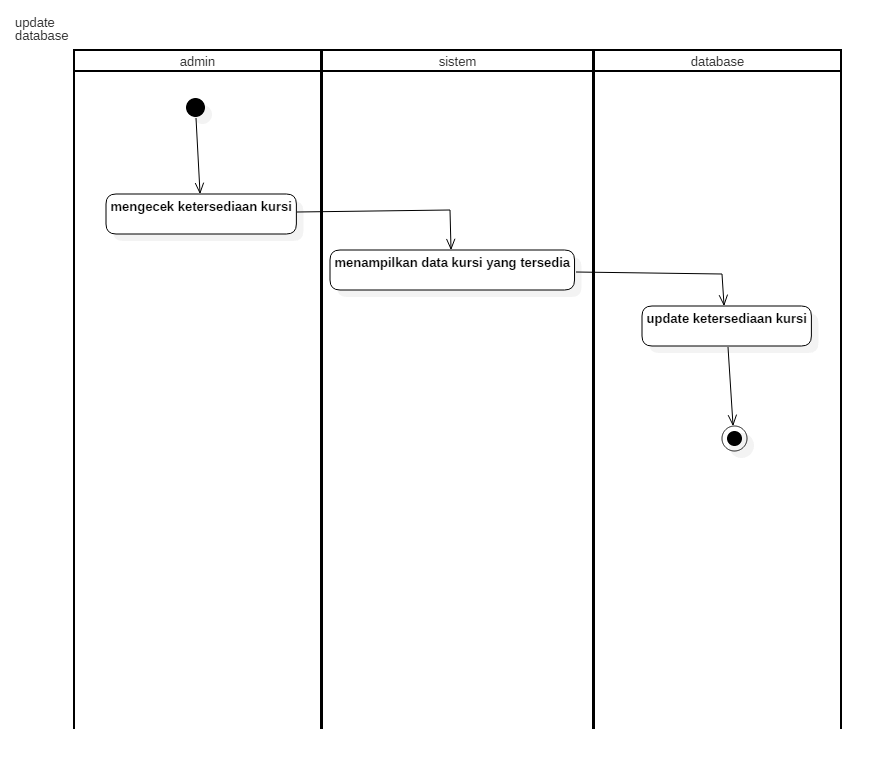 update
database
admin
sistem
database
mengecek ketersediaan kursi
menampilkan data kursi yang tersedia
update ketersediaan kursi